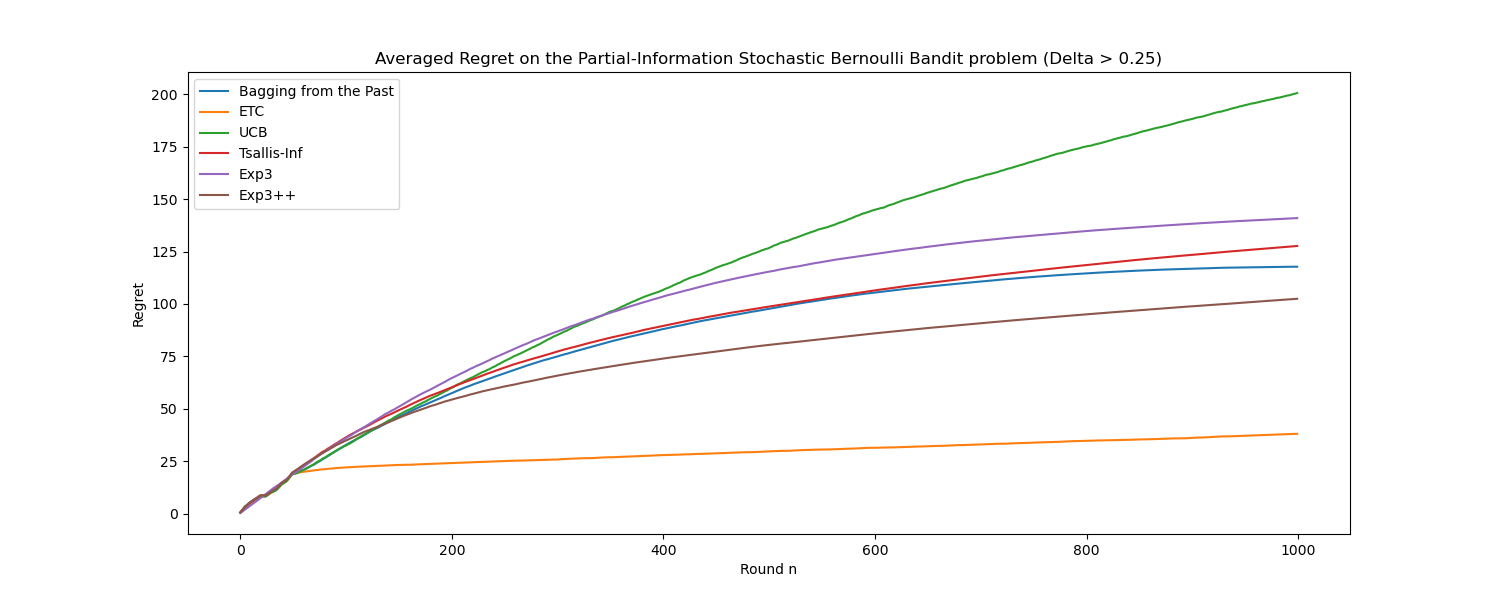 Averaged Regret on the Partial-Information Stochastic Bernoulli Bandit problem (Delta > 0.25)
Bagging from the Past
ETC
UCB
Tsallis-Inf
Exp3
Exp3++
200
175
150
125
100
75
50
25
0
Regret
0 200 400 600 800 1000
Round n